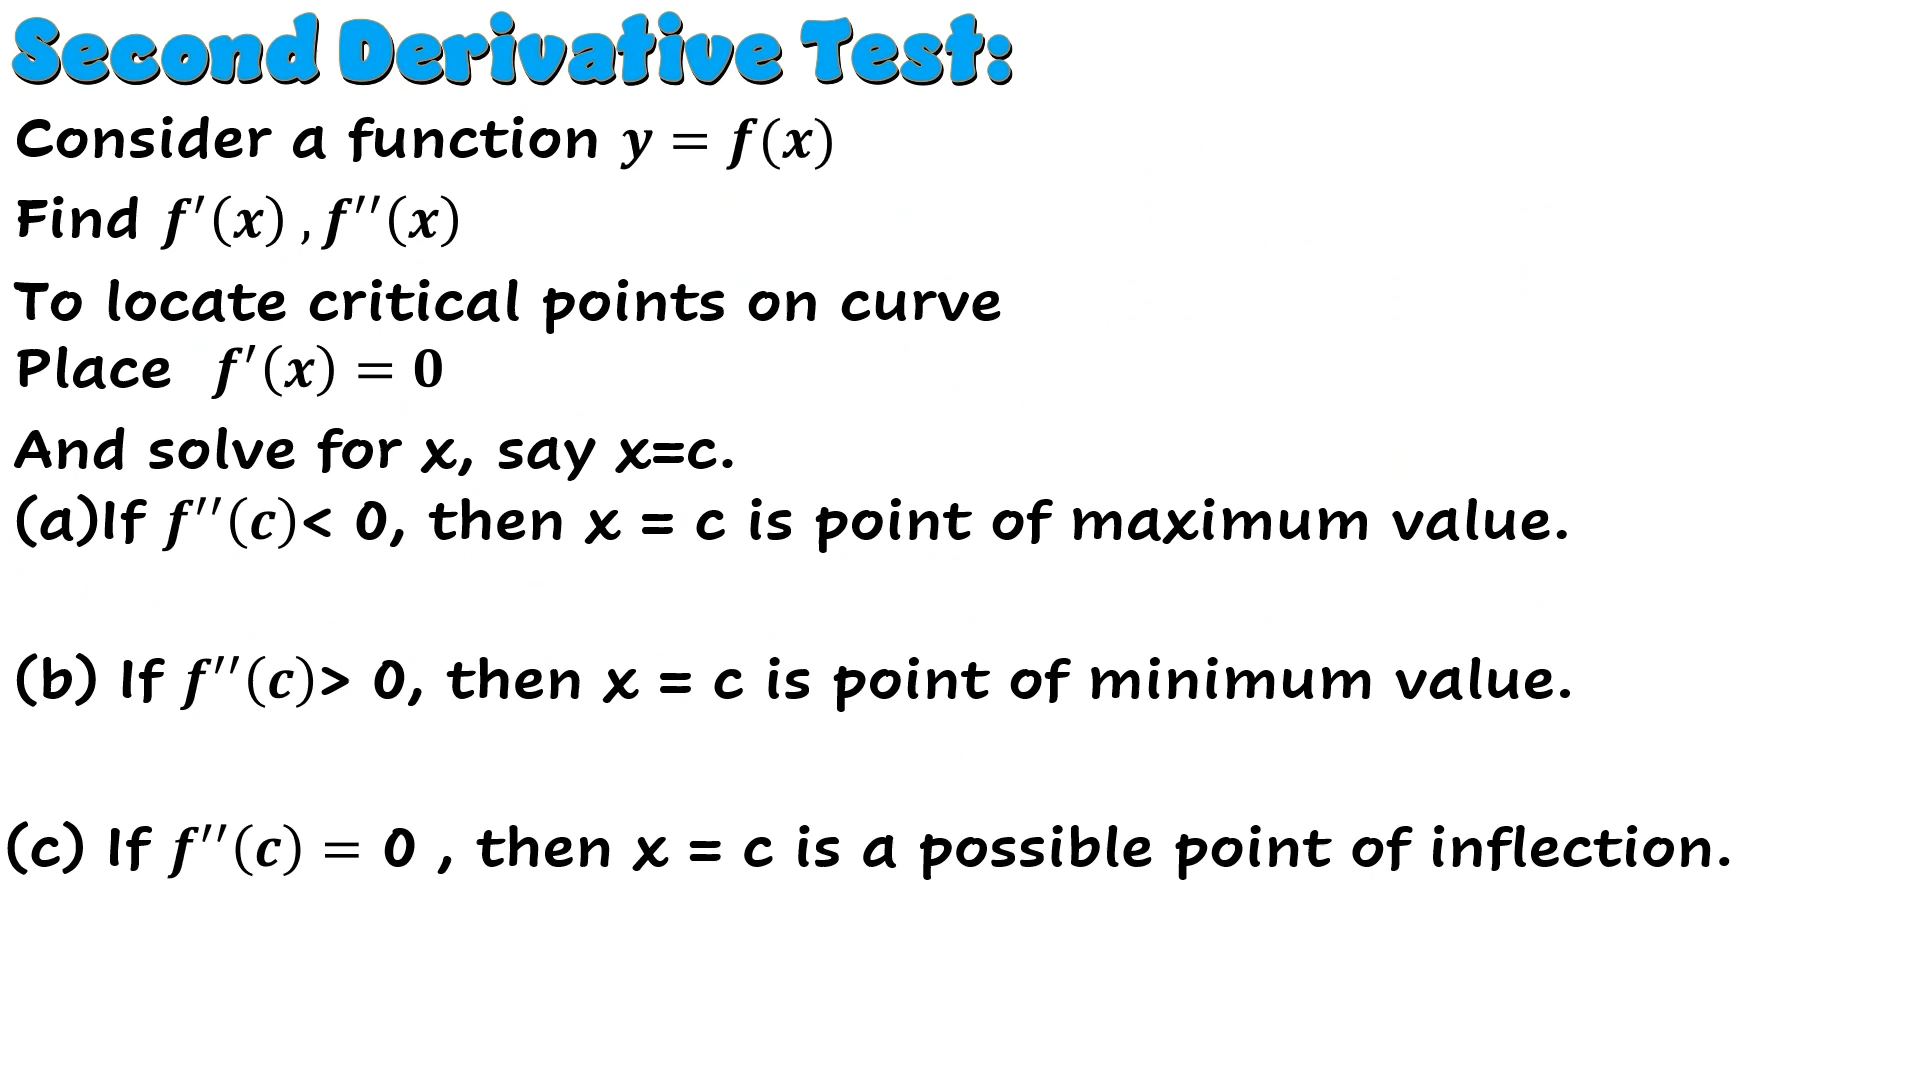 Second Derivative Test:
Consider a function y = f(x)
Find f′(x) , f′′(x)
To locate critical points on curve
Place f′(x) = 0
And solve for x, say x=c.
(a)If f′′(c)< 0, then x = c is point of maximum value.
(b) If f′′(c)> 0, then x = c is point of minimum value.
(c) If f′′(c) = 0 , then x = c is a possible point of inflection.